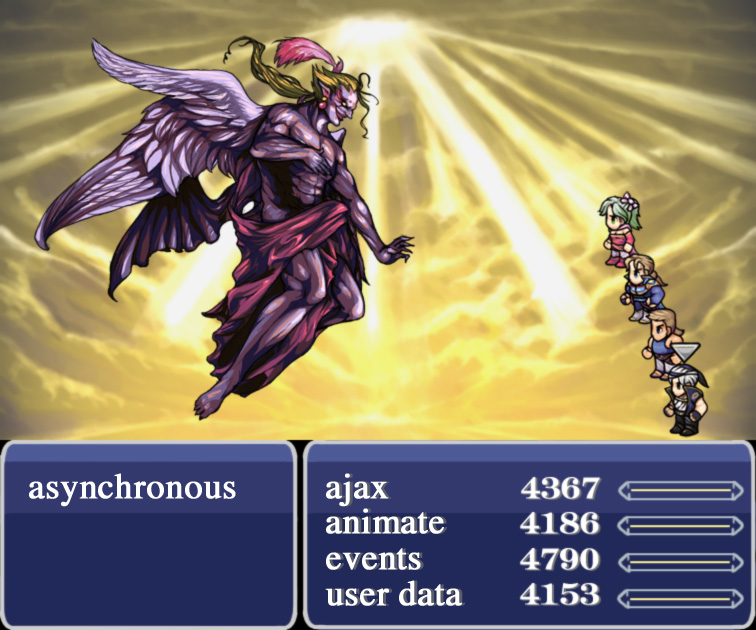 asynchronous
ajax 4367
animate 4186
events 4790
user data 4153